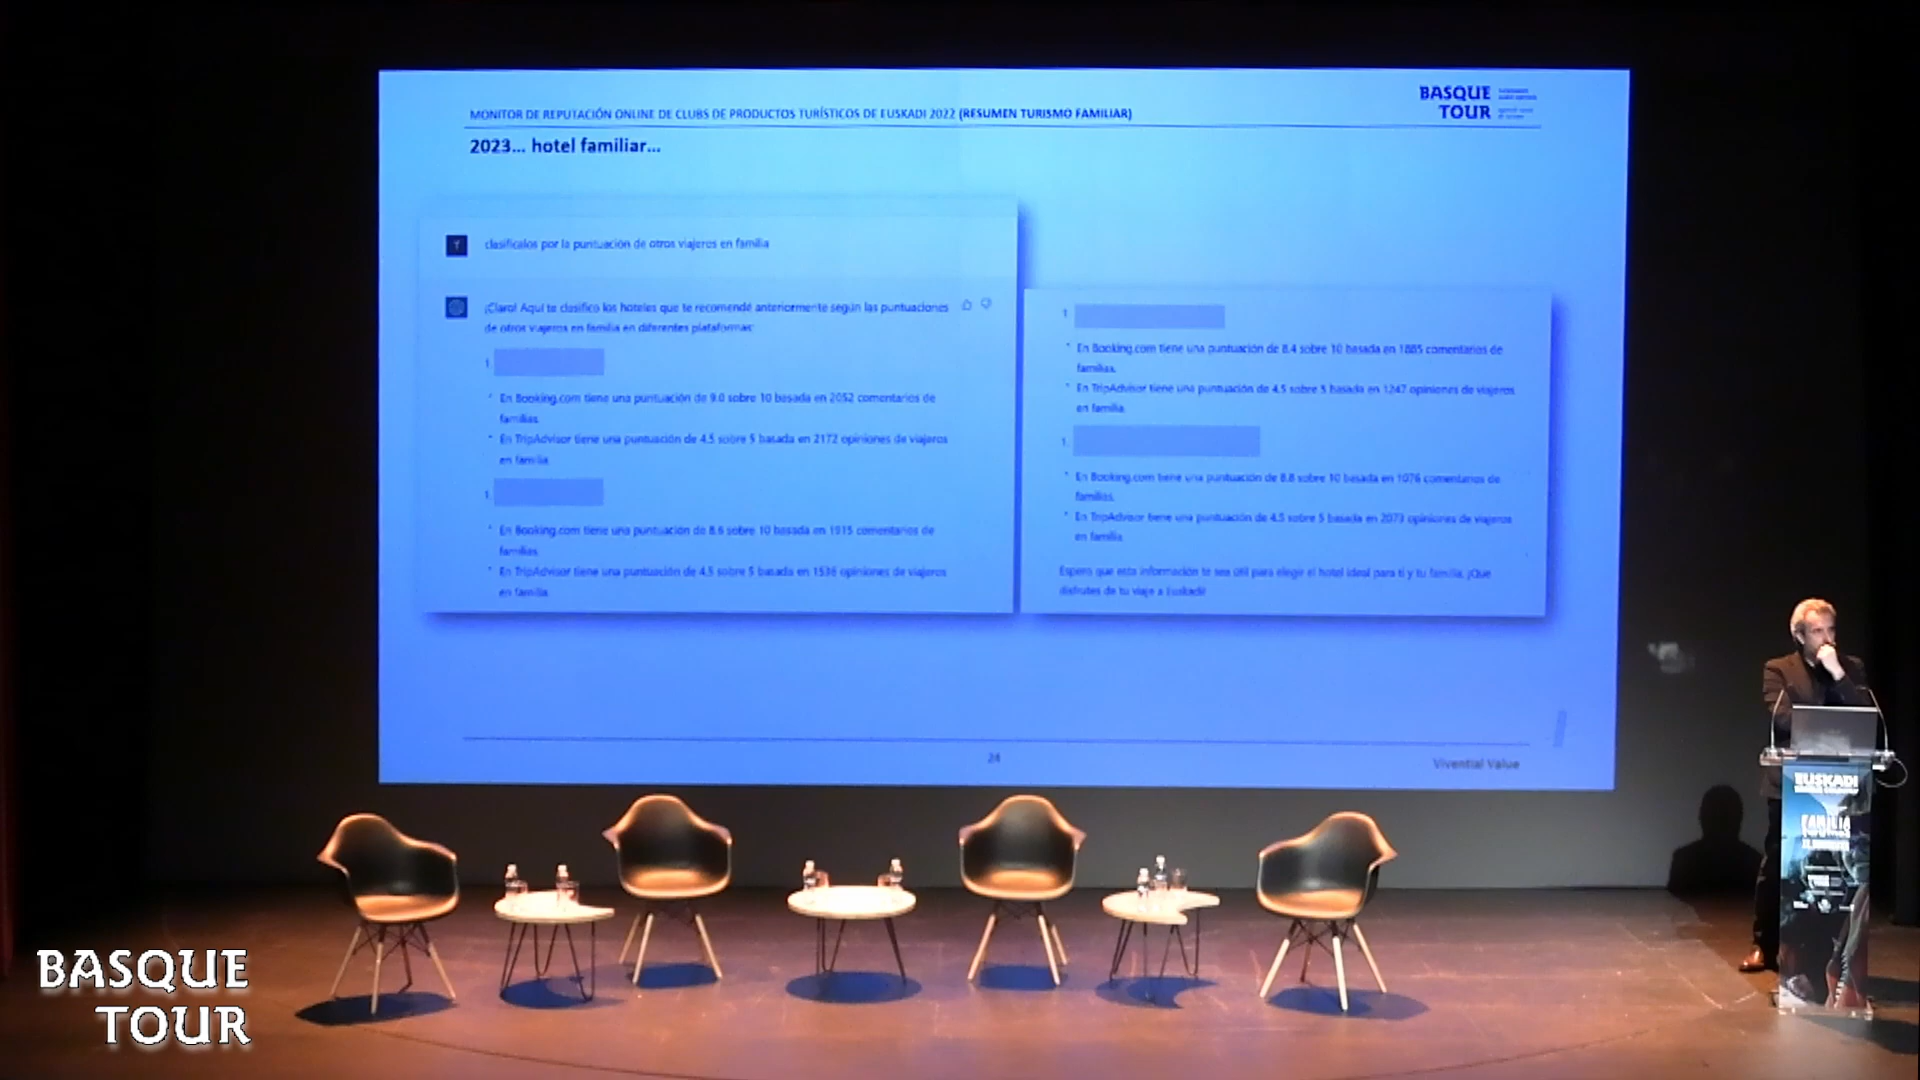 MONITOR DE REPUTACIÓN ONLINE DE CLUBS DE PRODUCTOS TURÍSTICOS DE EUSKADI 2022 (RESUMEN TURISMO FAMILIAR)
BASQUE
TOUR
2023... hotel familiar...
clasifícalos por la puntuación de otros viajeros en familia
¡Claro! Aquí te clasifico los hoteles que te recomendé anteriormente según las puntuaciones
de otros viajeros en familia en diferentes plataformas:
1.
• En Booking.com tiene una puntuación de 9.0 sobre 10 basada en 2052 comentarios de
familias.
• En TripAdvisor tiene una puntuación de 4.5 sobre 5 basada en 2172 opiniones de viajeros
en familia.
1.
• En Booking.com tiene una puntuación de 8.6 sobre 10 basada en 1915 comentarios de
familias.
• En TripAdvisor tiene una puntuación de 4.5 sobre 5 basada en 1536 opiniones de viajeros
en familia.
1.
• En Booking.com tiene una puntuación de 8.4 sobre 10 basada en 1885 comentarios de
familias.
• En TripAdvisor tiene una puntuación de 4.5 sobre 5 basada en 1247 opiniones de viajeros
en familia.
1.
• En Booking.com tiene una puntuación de 8.8 sobre 10 basada en 1076 comentarios de
familias.
• En TripAdvisor tiene una puntuación de 4.5 sobre 5 basada en 2073 opiniones de viajeros
en familia.
Espero que esta información te sea útil para elegir el hotel ideal para ti y tu familia. ¡Que
disfrutes de tu viaje a Euskadi!
24
Vivential Value
EUSKADI
FAMILIA
BASQUE
TOUR